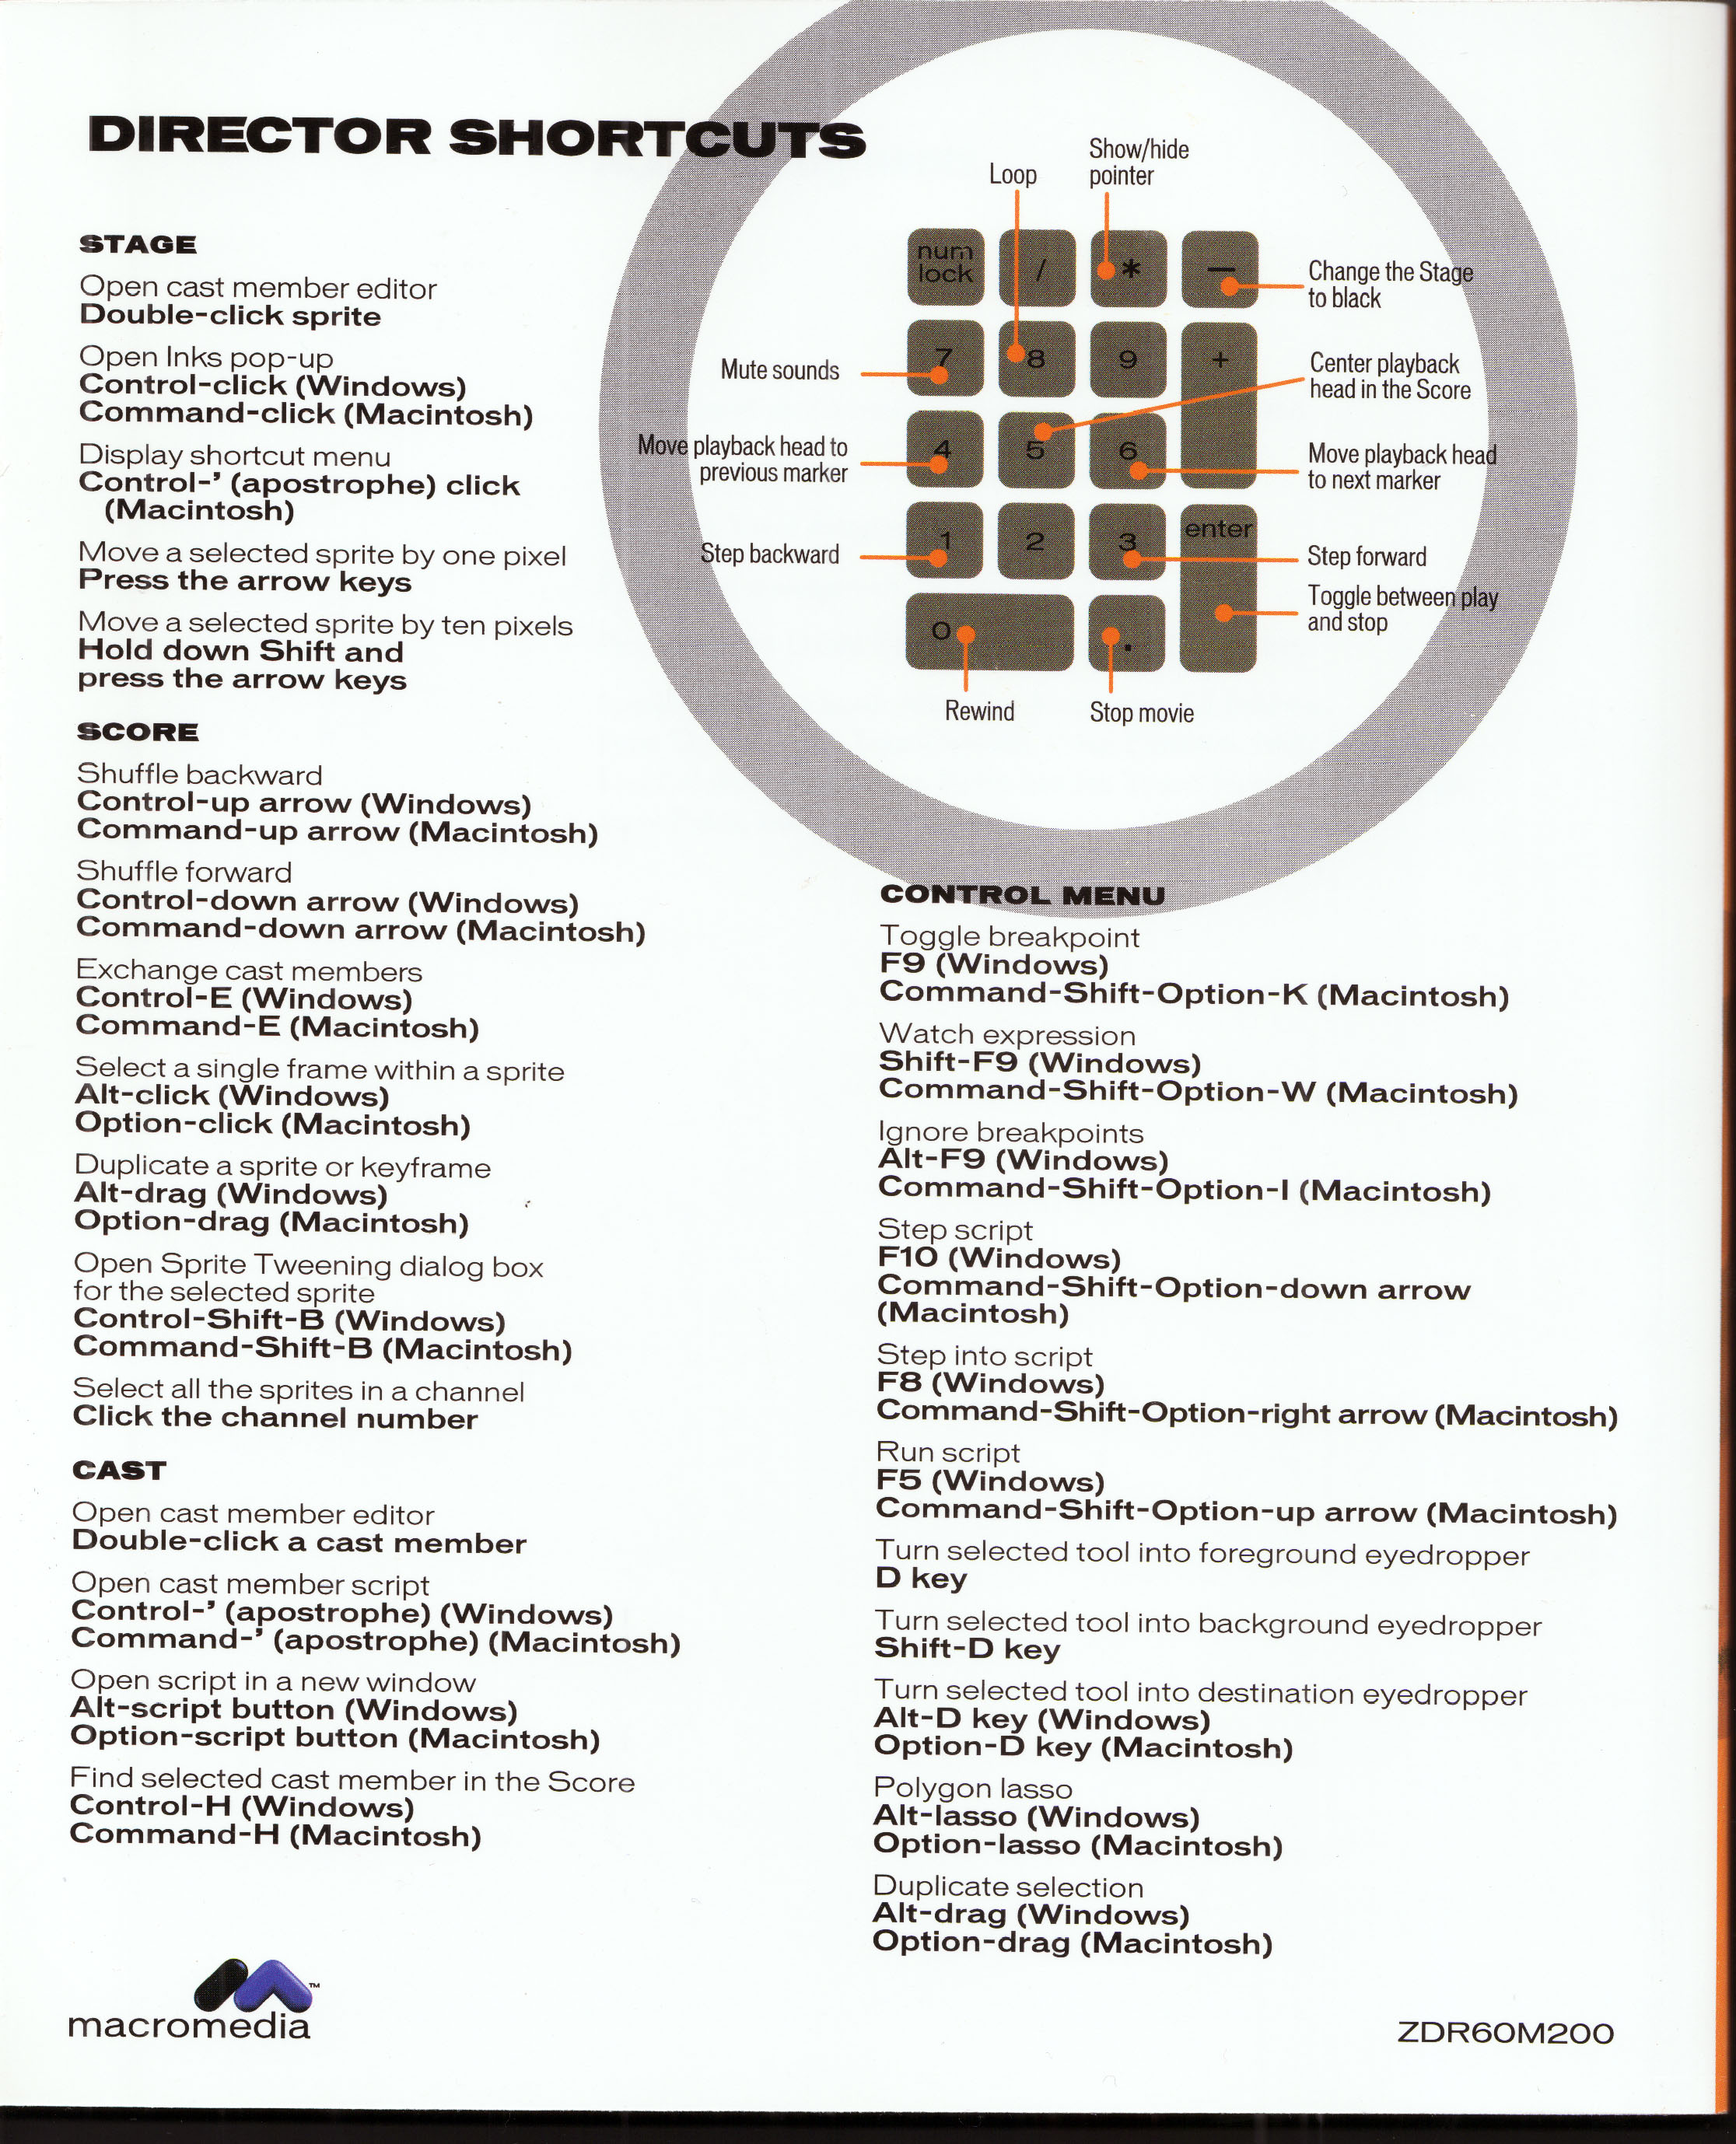 DIRECTOR SHORTCUTS
STAGE
Open cast member editor
Double-click sprite
Open Inks pop-up
Control-click (Windows)
Command-click (Macintosh)
Display shortcut menu
Control-’ (apostrophe) click
(Macintosh)
Move a selected sprite by one pixel
Press the arrow keys
Move a selected sprite by ten pixels
Hold down Shift and
press the arrow keys
SCORE
Shuffle backward
Control-up arrow (Windows)
Command-up arrow (Macintosh)
Shuffle forward
Control-down arrow (Windows)
Command-down arrow (Macintosh)
Exchange cast members
Control-E (Windows)
Command-E (Macintosh)
Select a single frame within a sprite
Alt-click (Windows)
Option-click (Macintosh)
Duplicate a sprite or keyframe
Alt-drag (Windows)
Option-drag (Macintosh)
Open Sprite Tweening dialog box
for the selected sprite
Control-Shift-B (Windows)
Command-Shift-B (Macintosh)
Select all the sprites in a channel
Click the channel number
CAST
Open cast member editor
Double-click a cast member
Open cast member script
Control-’ (apostrophe) (Windows)
Command-’ (apostrophe) (Macintosh)
Open script in a new window
Alt-script button (Windows)
Option-script button (Macintosh)
Find selected cast member in the Score
Control-H (Windows)
Command-H (Macintosh)
Loop
Show/hide
pointer
num
lock
/
*
–
Change the Stage
to black
Mute sounds
7
8
9
+
Center playback
head in the Score
Move playback head to
previous marker
4
5
6
Move playback head
to next marker
Step backward
1
2
3
enter
Step forward
Toggle between play
and stop
0
.
Rewind
Stop movie
CONTROL MENU
Toggle breakpoint
F9 (Windows)
Command-Shift-Option-K (Macintosh)
Watch expression
Shift-F9 (Windows)
Command-Shift-Option-W (Macintosh)
Ignore breakpoints
Alt-F9 (Windows)
Command-Shift-Option-I (Macintosh)
Step script
F10 (Windows)
Command-Shift-Option-down arrow
(Macintosh)
Step into script
F8 (Windows)
Command-Shift-Option-right arrow (Macintosh)
Run script
F5 (Windows)
Command-Shift-Option-up arrow (Macintosh)
Turn selected tool into foreground eyedropper
D key
Turn selected tool into background eyedropper
Shift-D key
Turn selected tool into destination eyedropper
Alt-D key (Windows)
Option-D key (Macintosh)
Polygon lasso
Alt-lasso (Windows)
Option-lasso (Macintosh)
Duplicate selection
Alt-drag (Windows)
Option-drag (Macintosh)
™
macromedia
ZDR60M200